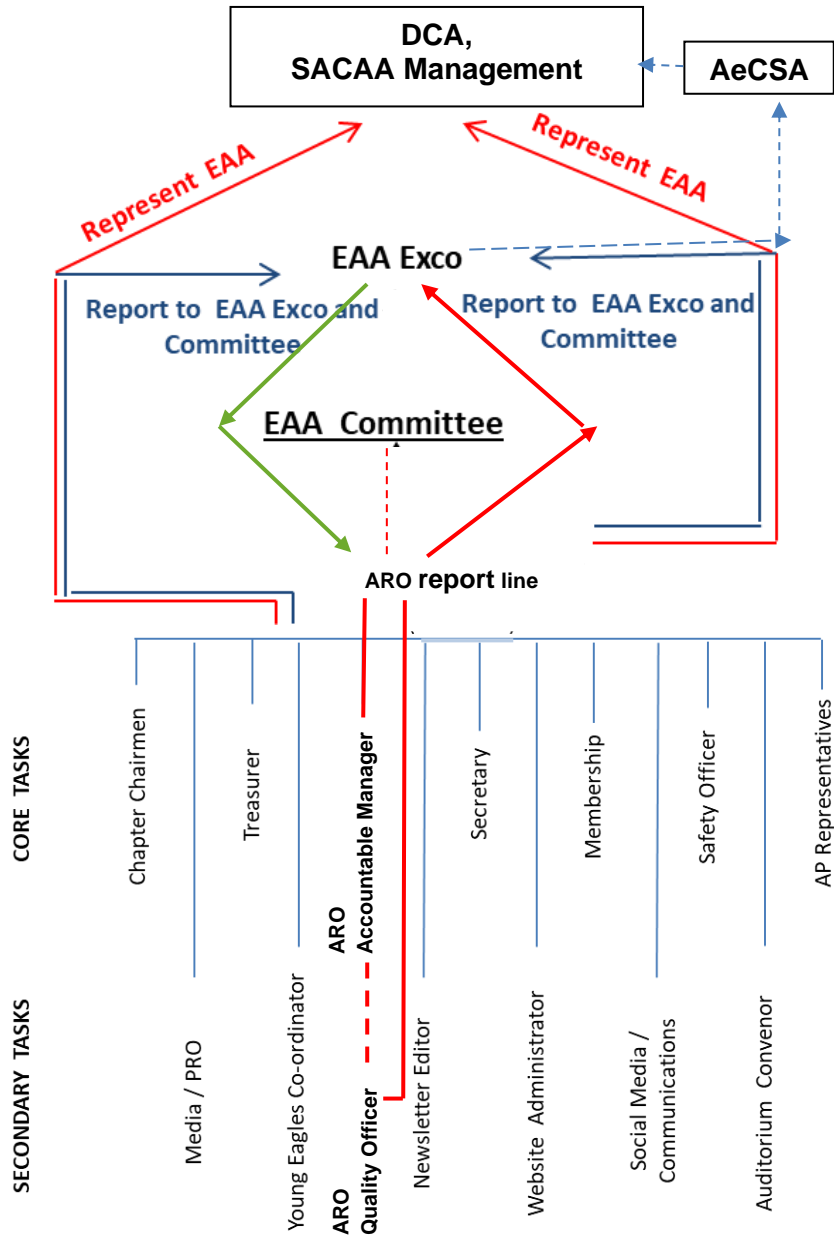 DCA,
SACAA Management
AeCSA
Represent EAA
Represent EAA
EAA Exco
Report to EAA Exco and
Committee
Report to EAA Exco and
Committee
EAA Committee
ARO report line
CORE TASKS
Chapter Chairmen
Treasurer
ARO
Accountable Manager
Secretary
Membership
Safety Officer
AP Representatives
SECONDARY TASKS
Media / PRO
Young Eagles Co-ordinator
ARO
Quality Officer
Newsletter Editor
Website Administrator
Social Media /
Communications
Auditorium Convenor